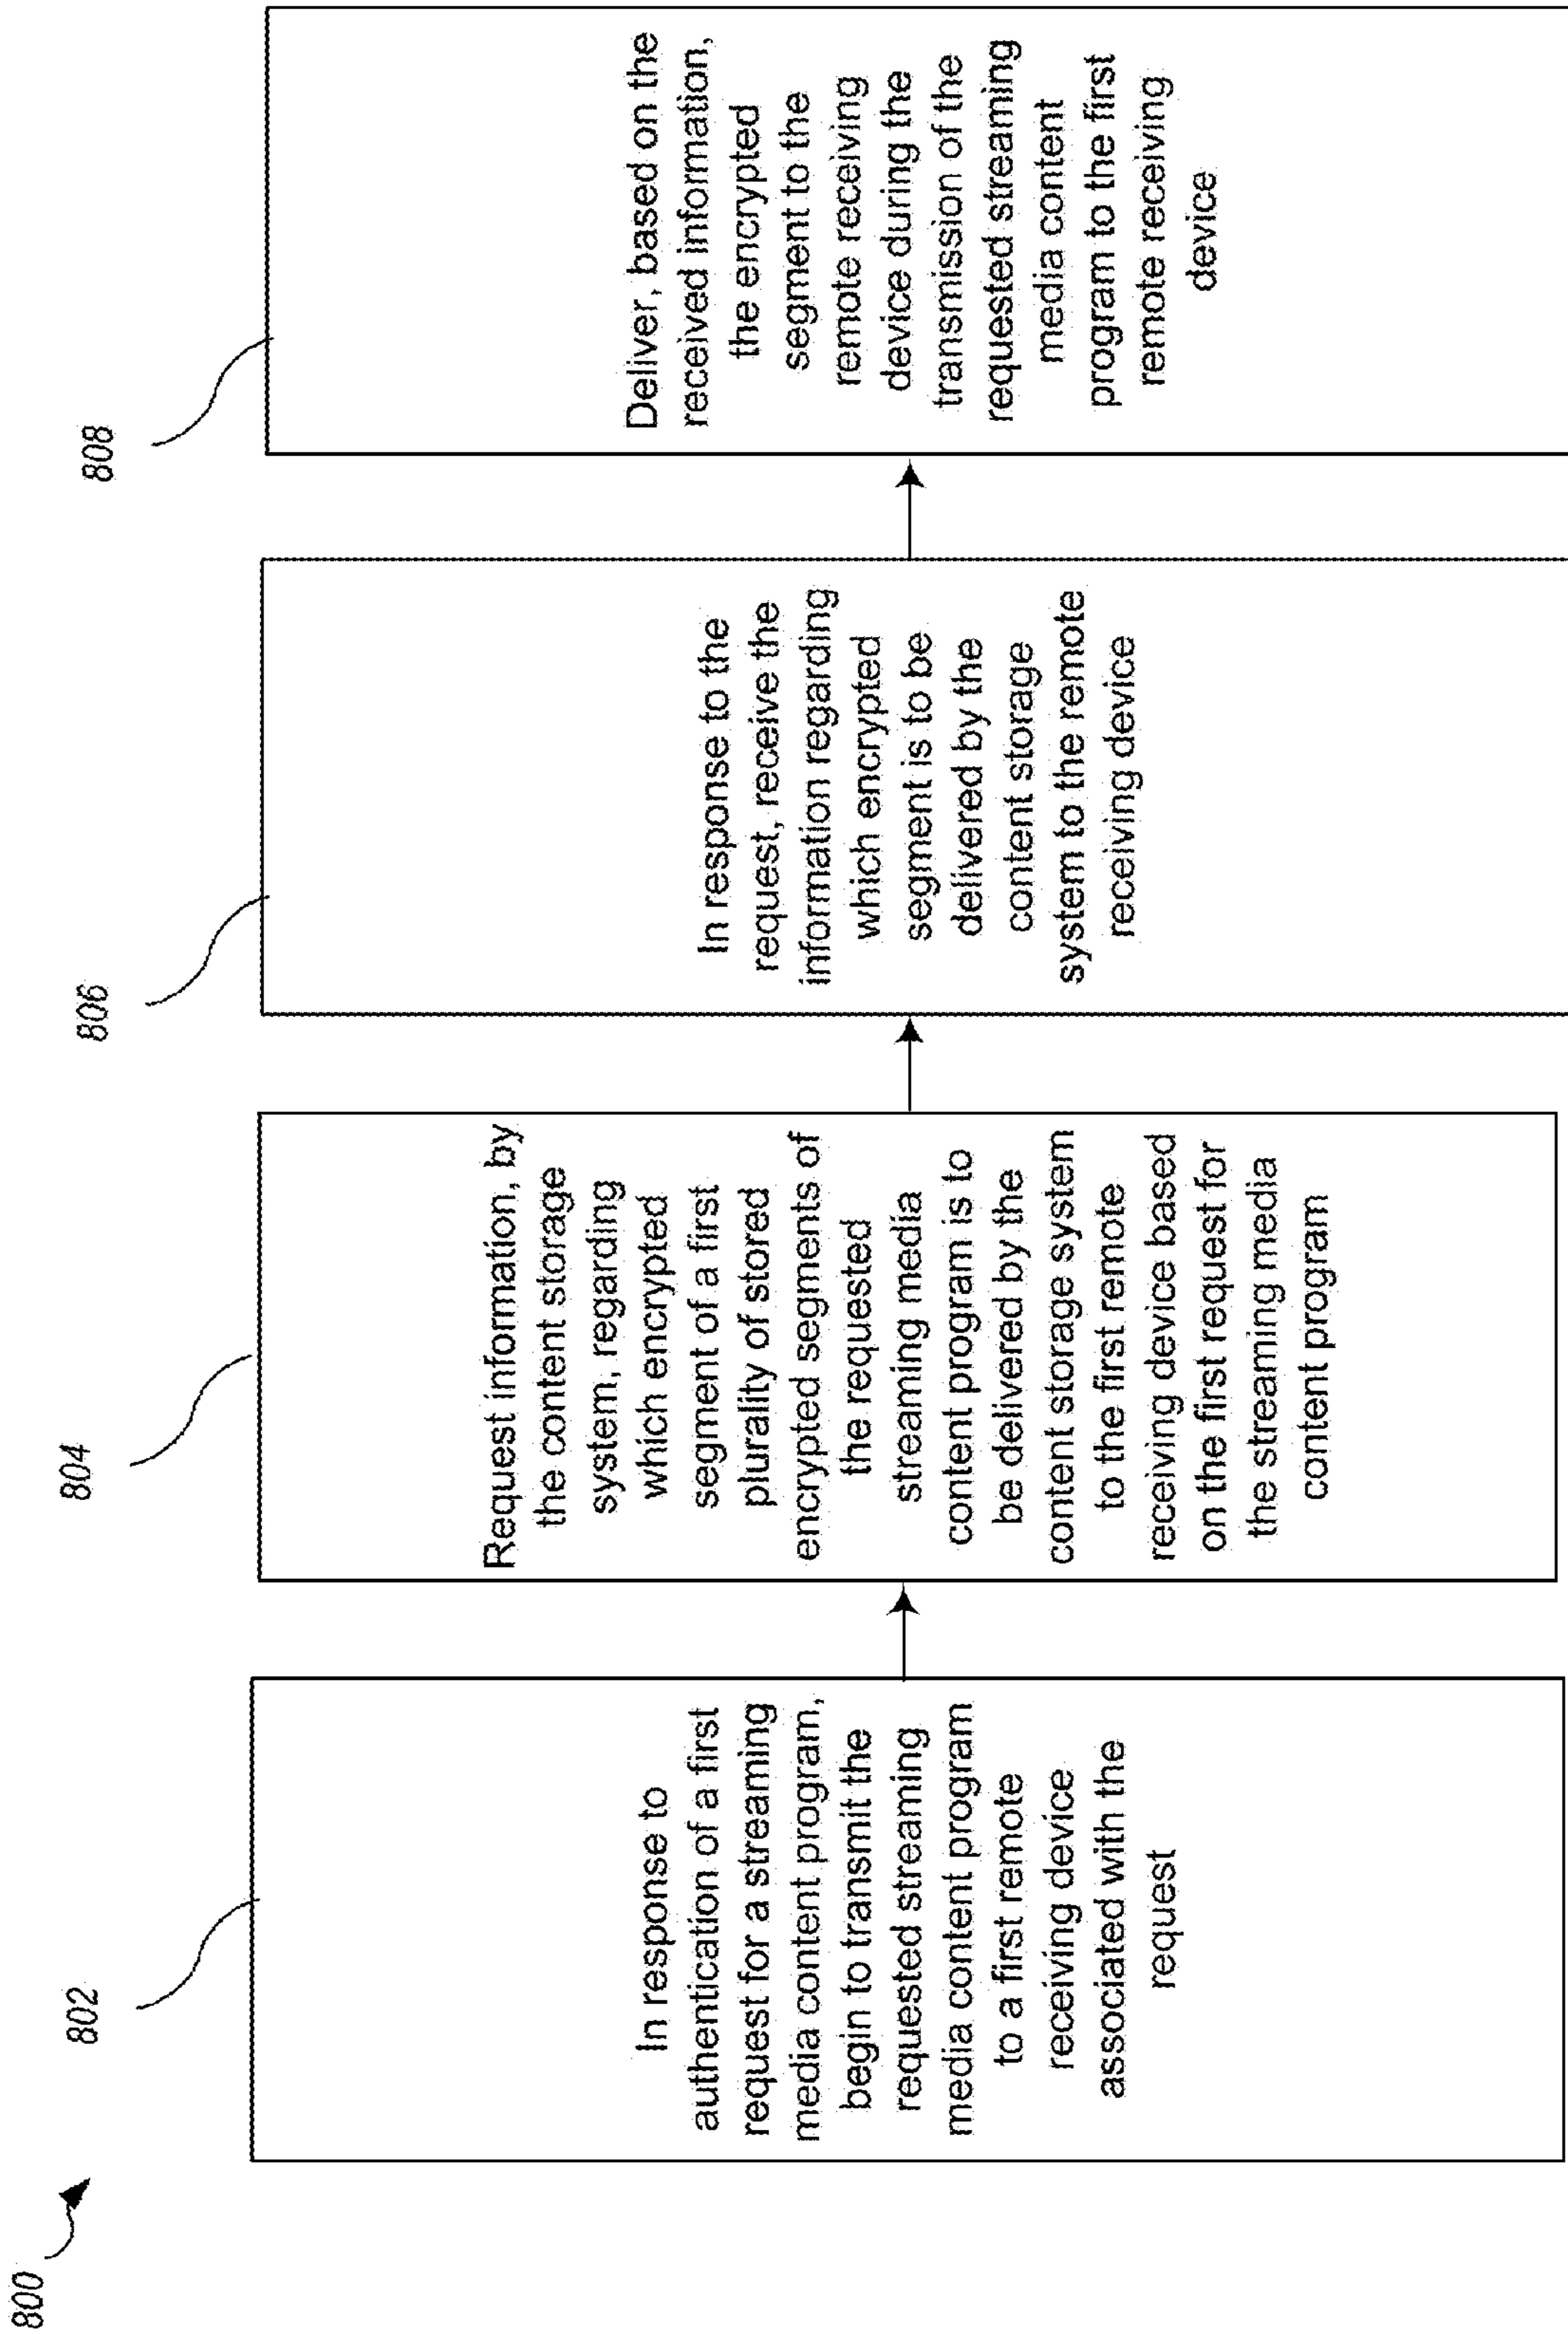 800
802
In response to
authentication of a first
request for a streaming
media content program,
begin to transmit the
requested streaming
media content program
to a first remote
receiving device
associated with the
request
804
Request information, by
the content storage
system, regarding
which encrypted
segment of a first
plurality of stored
encrypted segments of
the requested
streaming media
content program is to
be delivered by the
content storage system
to the first remote
receiving device based
on the first request for
the streaming media
content program
806
In response to the
request, receive the
information regarding
which encrypted
segment is to be
delivered by the
content storage
system to the remote
receiving device
808
Deliver, based on the
received information,
the encrypted
segment to the
remote receiving
device during the
transmission of the
requested streaming
media content
program to the first
remote receiving
device